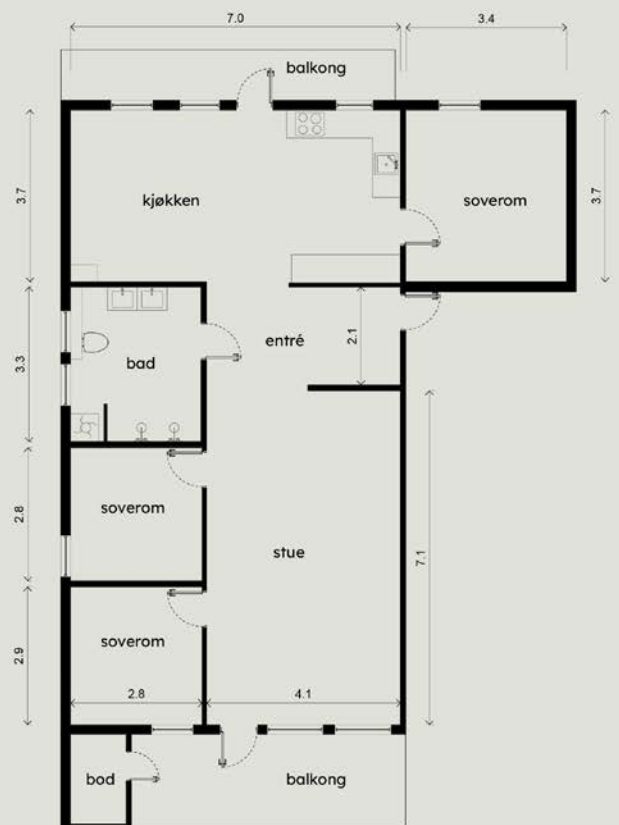 7.0
3.4
balkong
3.7
kjøkken
soverom
3.7
entré
2.1
3.3
bad
2.8
soverom
stue
7.1
2.9
soverom
2.8
4.1
bod
balkong